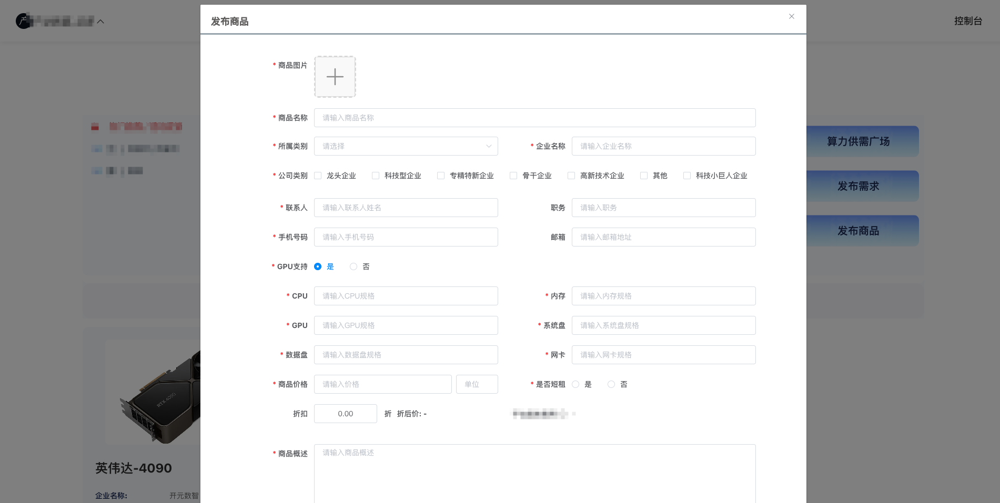 发布商品
控制台
* 商品图片
* 商品名称 请输入商品名称
* 所属类别 请选择 * 企业名称 请输入企业名称
* 公司类别 龙头企业 科技型企业 专精特新企业 骨干企业 高新技术企业 其他 科技小巨人企业
* 联系人 请输入联系人姓名 职务 请输入职务
* 手机号码 请输入手机号码 邮箱 请输入邮箱地址
* GPU支持 是 否
* CPU 请输入CPU规格 * 内存 请输入内存规格
* GPU 请输入GPU规格 * 系统盘 请输入系统盘规格
* 数据盘 请输入数据盘规格 * 网卡 请输入网卡规格
* 商品价格 请输入价格 单位 * 是否短租 是 否
折扣 0.00 折 折后价: -
* 商品概述 请输入商品概述
算力供需广场
发布需求
发布商品
RTX 4090
英伟达-4090
企业名称: 开元数智